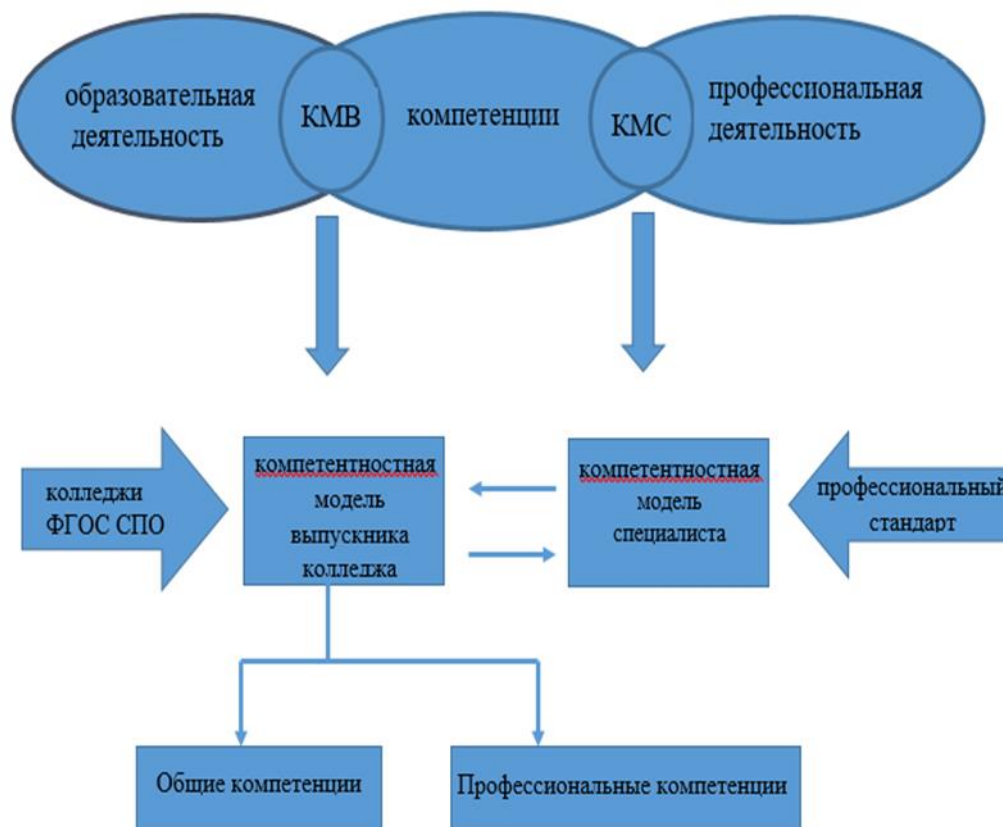 образовательная
деятельность
КМВ
компетенции
КМС
профессиональная
деятельность
колледжи
ФГОС СПО
компетентностная
модель
выпускника
колледжа
компетентностная
модель
специалиста
профессиональный
стандарт
Общие компетенции
Профессиональные компетенции